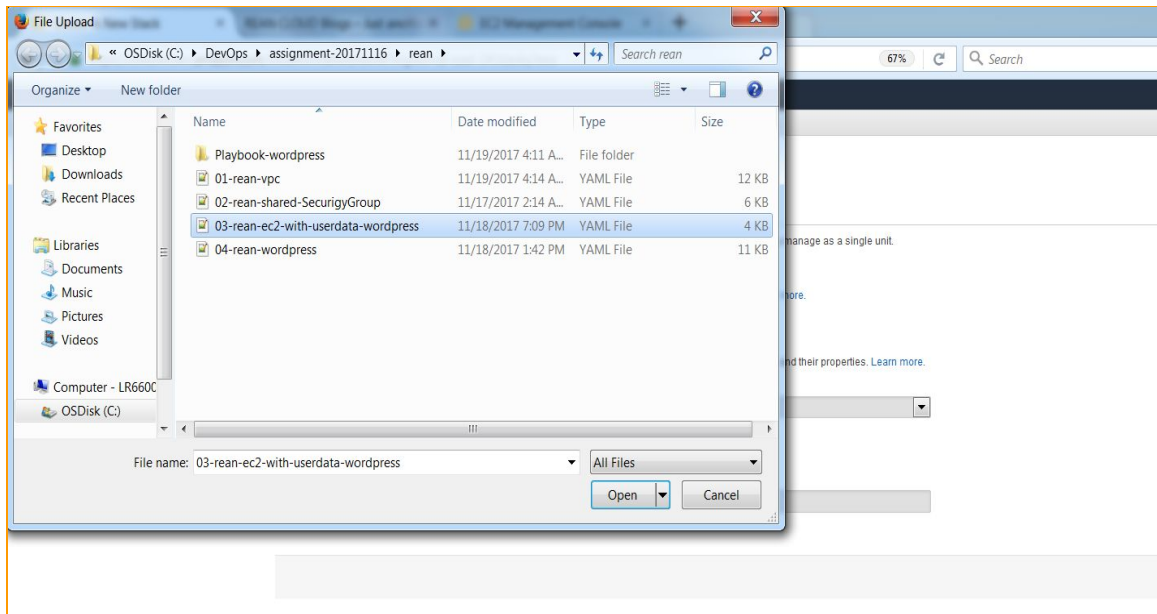 File Upload
EC2 Management Console
« OSDisk (C:) DevOps assignment-20171116 rean Search rean
67% Search
Organize New folder
Name Date modified Type Size
Favorites
Desktop
Downloads
Recent Places
Libraries
Documents
Music
Pictures
Videos
Computer - LR6600
OSDisk (C:)
Playbook-wordpress 11/19/2017 4:11 A... File folder
01-rean-vpc 11/19/2017 4:14 A... YAML File 12 KB
02-rean-shared-SecurigyGroup 11/17/2017 2:14 A... YAML File 6 KB
03-rean-ec2-with-userdata-wordpress 11/18/2017 7:09 PM YAML File 4 KB
04-rean-wordpress 11/18/2017 1:42 PM YAML File 11 KB
manage as a single unit.
more.
nd their properties. Learn more.
File name: 03-rean-ec2-with-userdata-wordpress All Files
Open Cancel